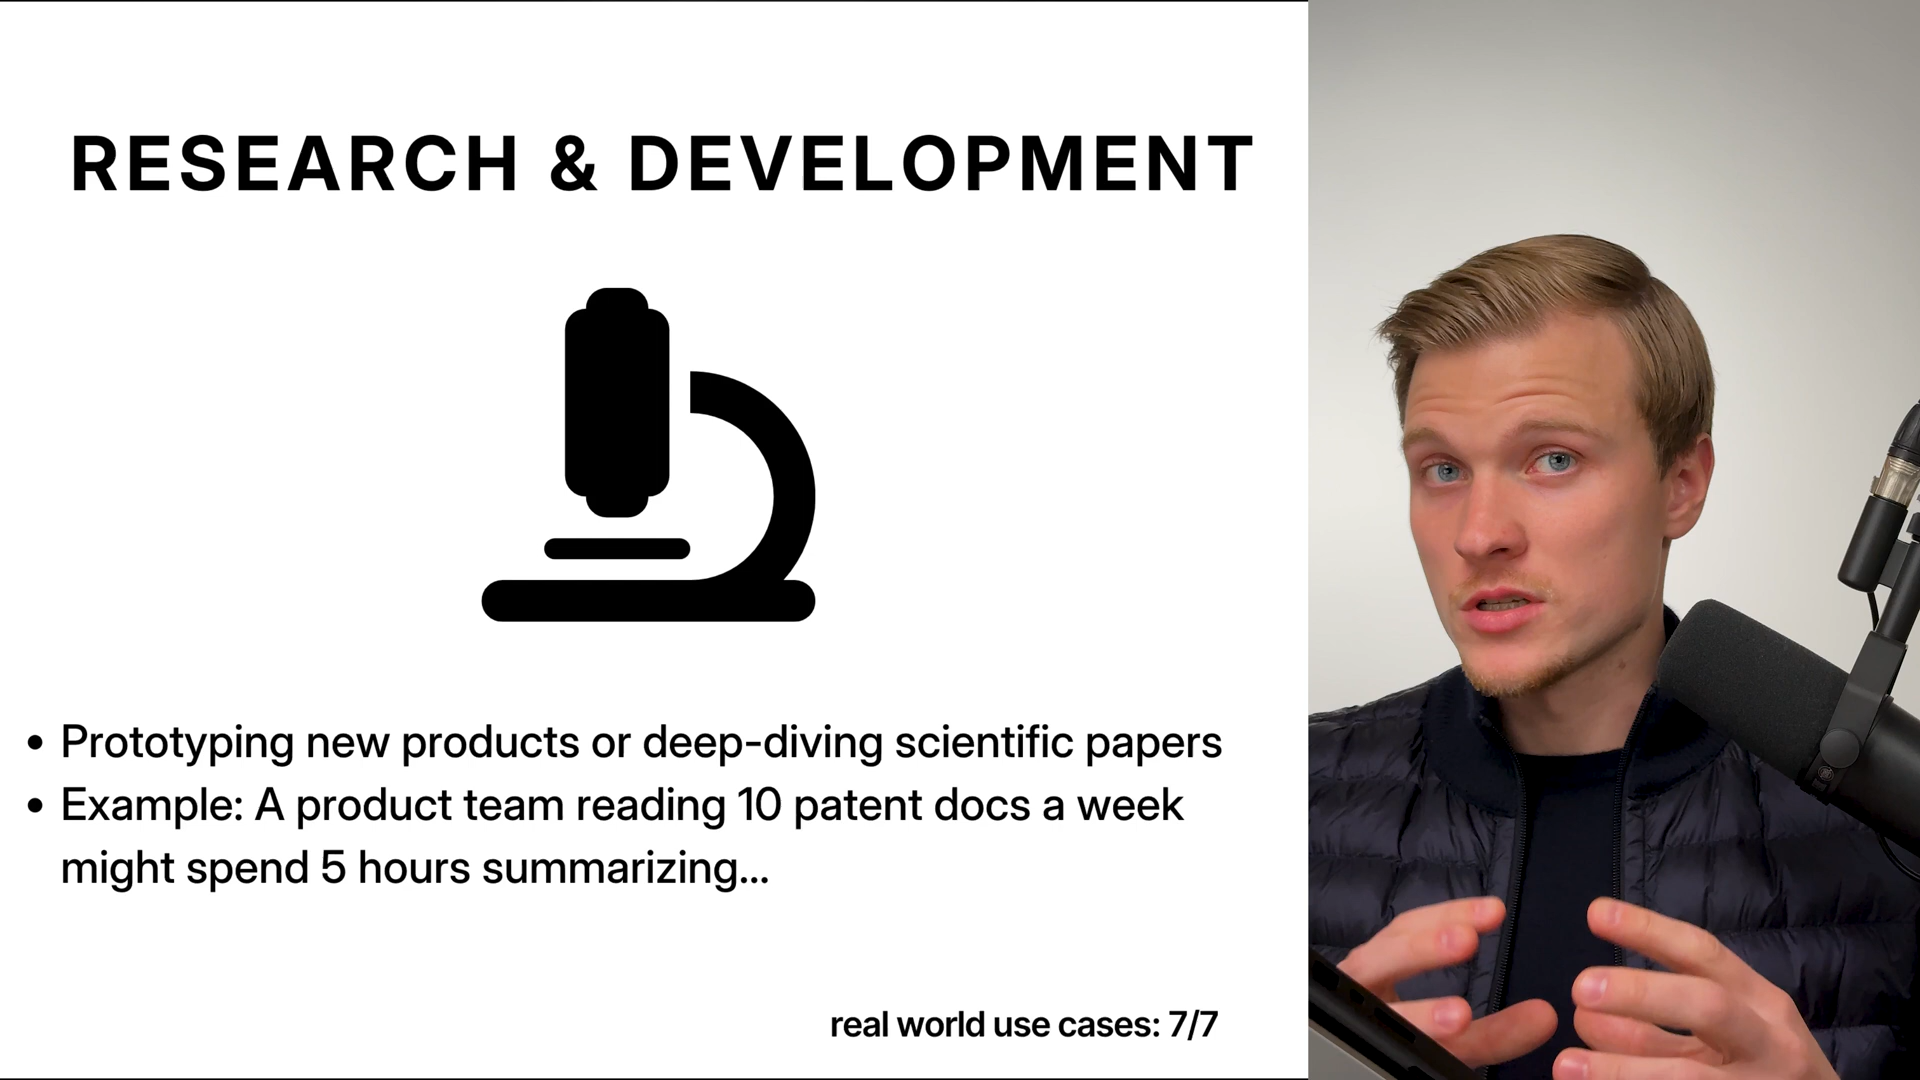 RESEARCH & DEVELOPMENT
• Prototyping new products or deep-diving scientific papers
• Example: A product team reading 10 patent docs a week
might spend 5 hours summarizing...
real world use cases: 7/7